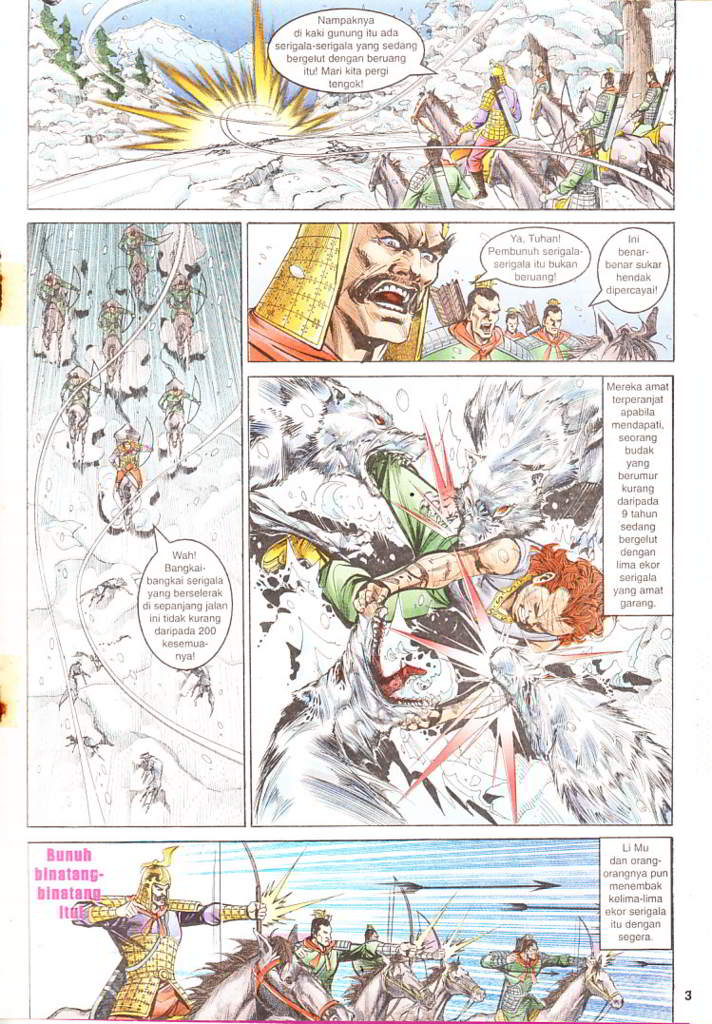 Nampaknya
di kaki gunung itu ada
serigala-serigala yang sedang
bergelut dengan beruang
itu! Mari kita pergi
tengok!
Wah!
Bangkai-
bangkai serigala
yang berselerak
di sepanjang jalan
ini tidak kurang
daripada 200
kesemua-
nya!
Ya, Tuhan!
Pembunuh serigala-
serigala itu bukan
beruang!
Ini
benar-
benar sukar
hendak
dipercayai!
Mereka amat
terperanjat
apabila
mendapati,
seorang
budak
yang
berumur
kurang
daripada
9 tahun
sedang
bergelut
dengan
lima ekor
serigala
yang amat
garang.
Bunuh
binatang-
binatang
itu!
Li Mu
dan orang-
orangnya pun
menembak
kelima-lima
ekor serigala
itu dengan
segera.
3